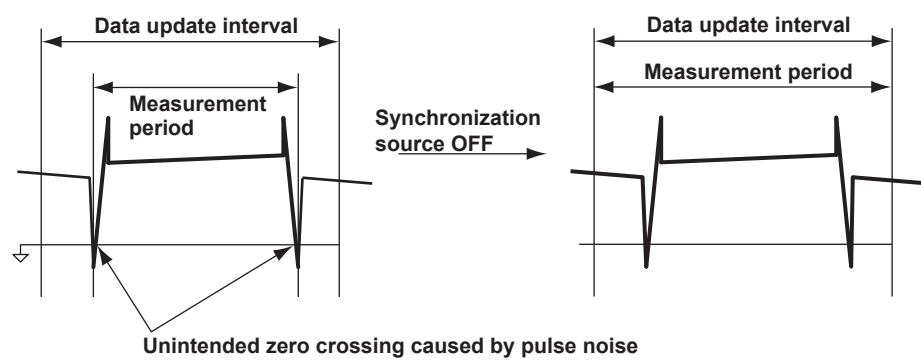 Data update interval
Measurement
period
Synchronization
source OFF
Data update interval
Measurement period
Unintended zero crossing caused by pulse noise